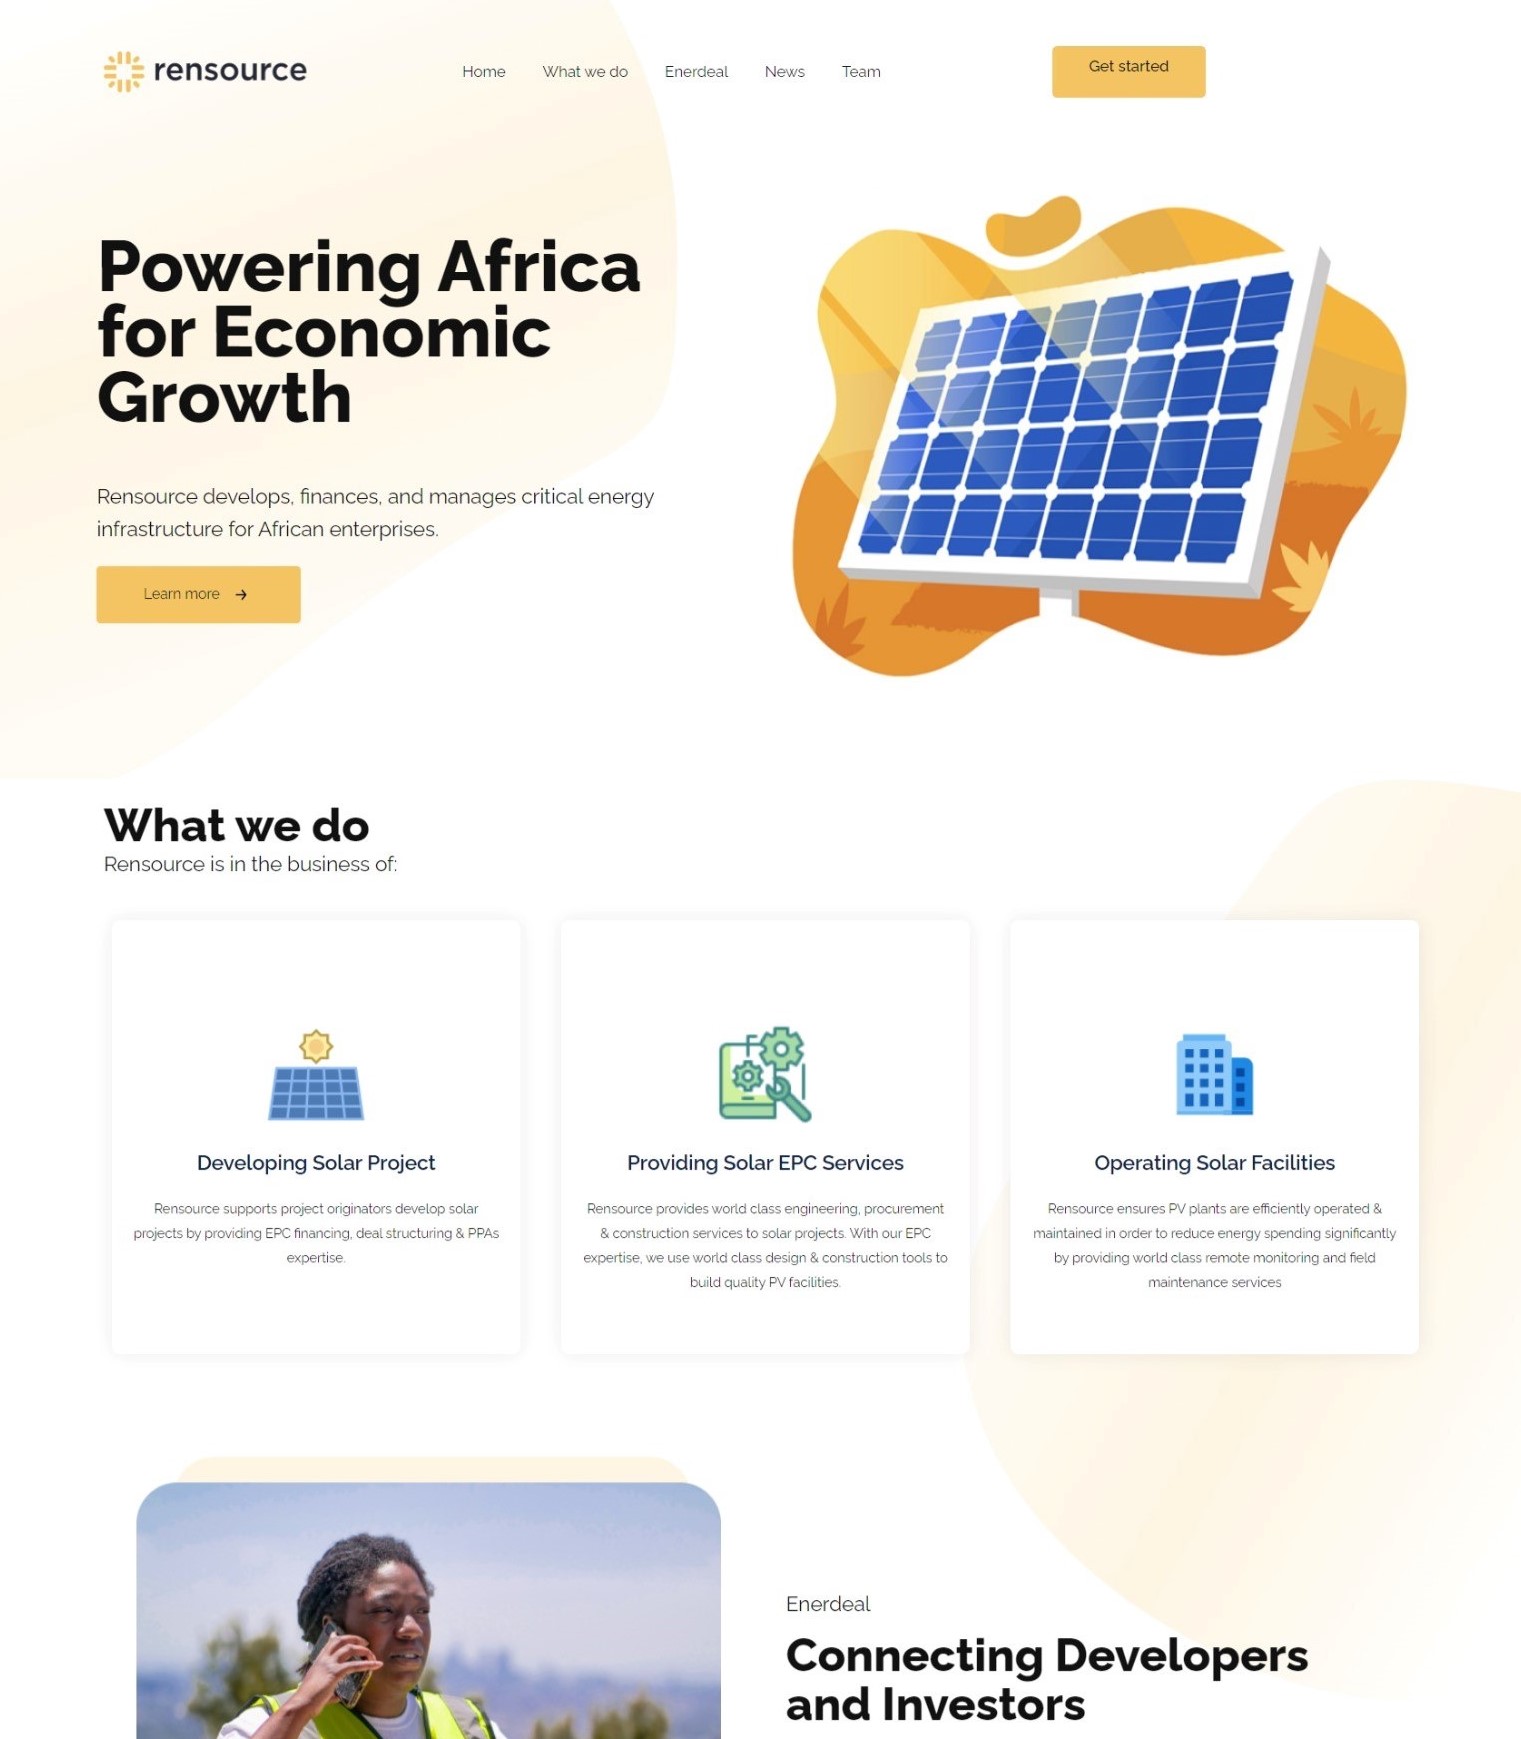 rensource
Home
What we do
Enerdeal
News
Team
Get started
Powering Africa
for Economic
Growth
Rensource develops, finances, and manages critical energy
infrastructure for African enterprises.
Learn more →
What we do
Rensource is in the business of:
Developing Solar Project
Rensource supports project originators develop solar
projects by providing EPC financing, deal structuring & PPAs
expertise.
Providing Solar EPC Services
Rensource provides world class engineering, procurement
& construction services to solar projects. With our EPC
expertise, we use world class design & construction tools to
build quality PV facilities.
Operating Solar Facilities
Rensource ensures PV plants are efficiently operated &
maintained in order to reduce energy spending significantly
by providing world class remote monitoring and field
maintenance services
Enerdeal
Connecting Developers
and Investors